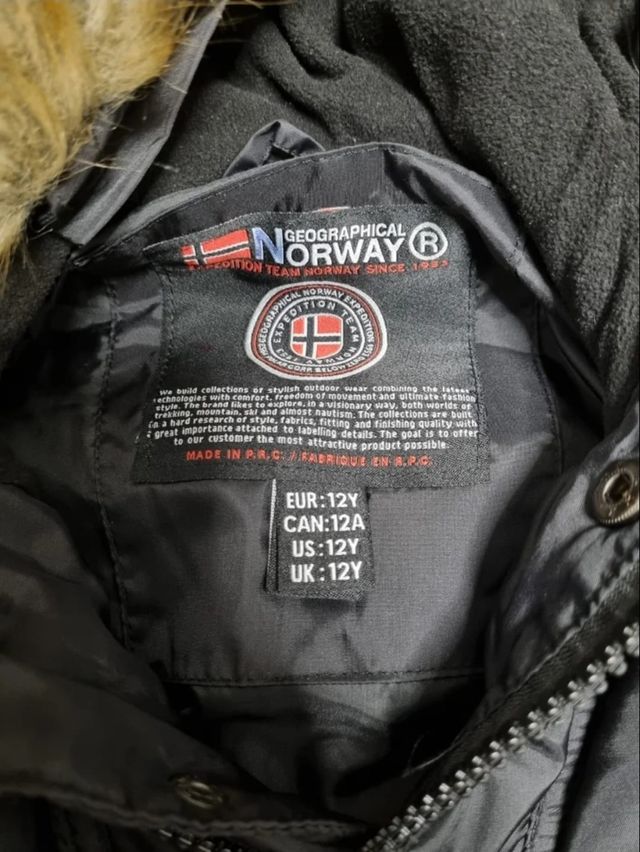 GEOGRAPHICAL
NORWAY ®
EXPEDITION TEAM NORWAY SINCE
GEOGRAPHICAL NORWAY EXPEDITION
EXPEDITION TEAM
NORWAY
We build collections of stylish outdoor wear combining the latest
technologies with comfort, freedom of movement and ultimate fashion
style. The brand likes to explore, in a visionary way, both worlds of
trekking, mountain, ski and almost nautism. The collections are built
on a hard research of style, fabrics, fitting and finishing quality with
a great importance attached to labelling details. The goal is to offer
to our customer the most attractive product possible.
MADE IN P.R.C. / FABRIQUE EN R.P.C.
EUR:12Y
CAN:12A
US:12Y
UK:12Y